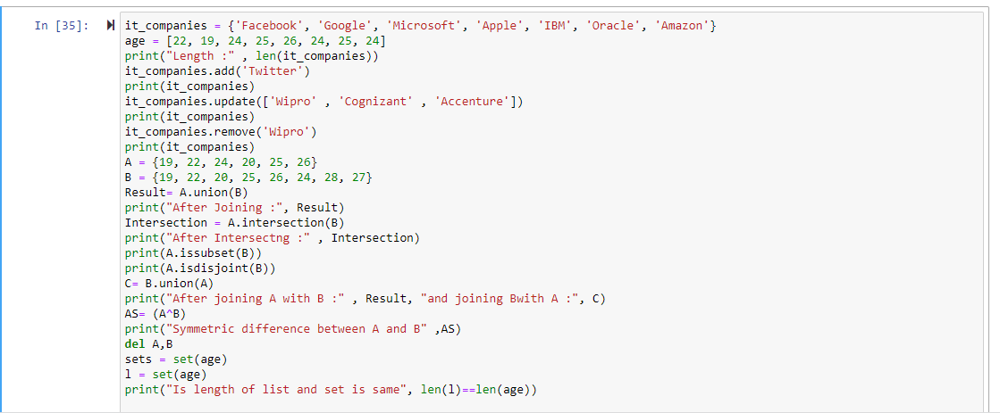 In [35]: it_companies = {'Facebook', 'Google', 'Microsoft', 'Apple', 'IBM', 'Oracle', 'Amazon'}
age = [22, 19, 24, 25, 26, 24, 25, 24]
print("Length :" , len(it_companies))
it_companies.add('Twitter')
print(it_companies)
it_companies.update(['Wipro' , 'Cognizant' , 'Accenture'])
print(it_companies)
it_companies.remove('Wipro')
print(it_companies)
A = {19, 22, 24, 20, 25, 26}
B = {19, 22, 20, 25, 26, 24, 28, 27}
Result= A.union(B)
print("After Joining :", Result)
Intersection = A.intersection(B)
print("After Intersectng :" , Intersection)
print(A.issubset(B))
print(A.isdisjoint(B))
C= B.union(A)
print("After joining A with B :" , Result, "and joining Bwith A :", C)
AS= (A^B)
print("Symmetric difference between A and B" ,AS)
del A,B
sets = set(age)
l = set(age)
print("Is length of list and set is same", len(l)==len(age))